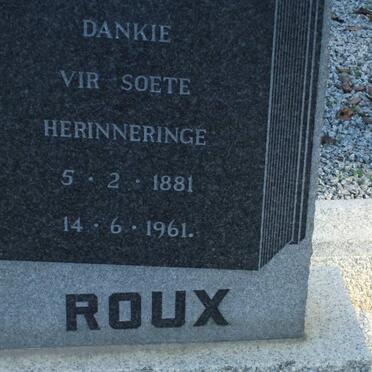 DANKIE
VIR SOETE
HERINNERINGE
5 · 2 · 1881
14 · 6 · 1961.
ROUX